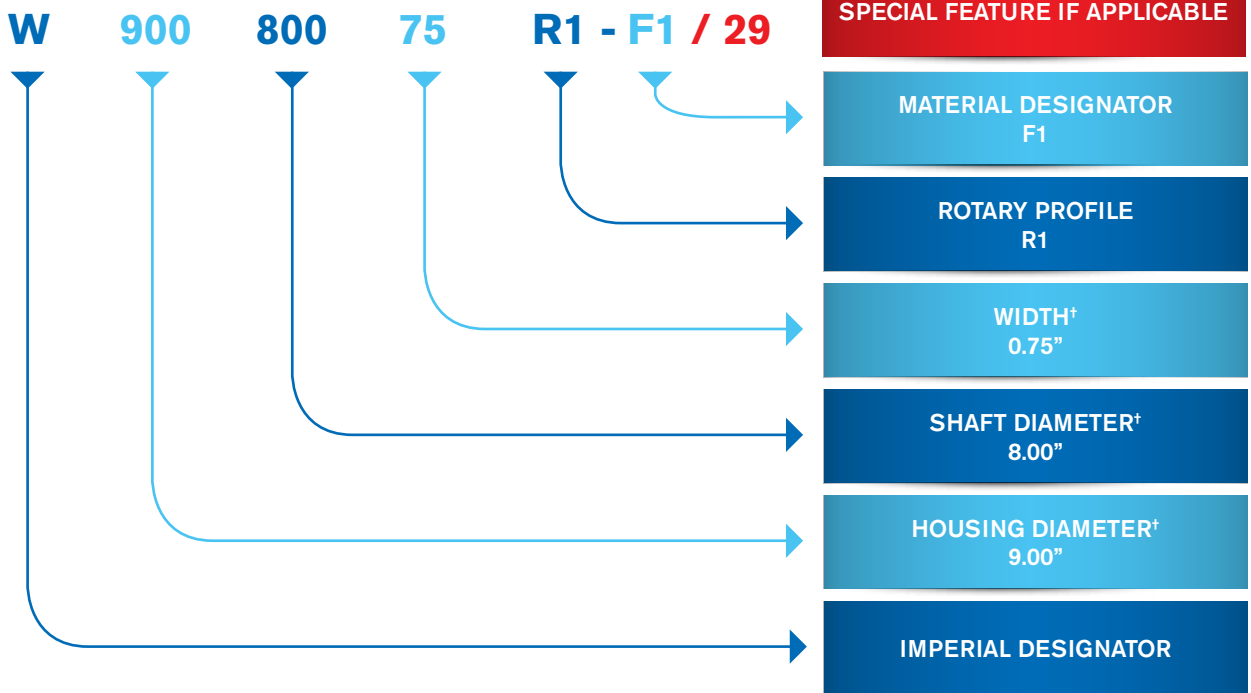 W 900 800 75 R1 - F1 / 29
SPECIAL FEATURE IF APPLICABLE
MATERIAL DESIGNATOR
F1
ROTARY PROFILE
R1
WIDTH†
0.75”
SHAFT DIAMETER†
8.00”
HOUSING DIAMETER†
9.00”
IMPERIAL DESIGNATOR